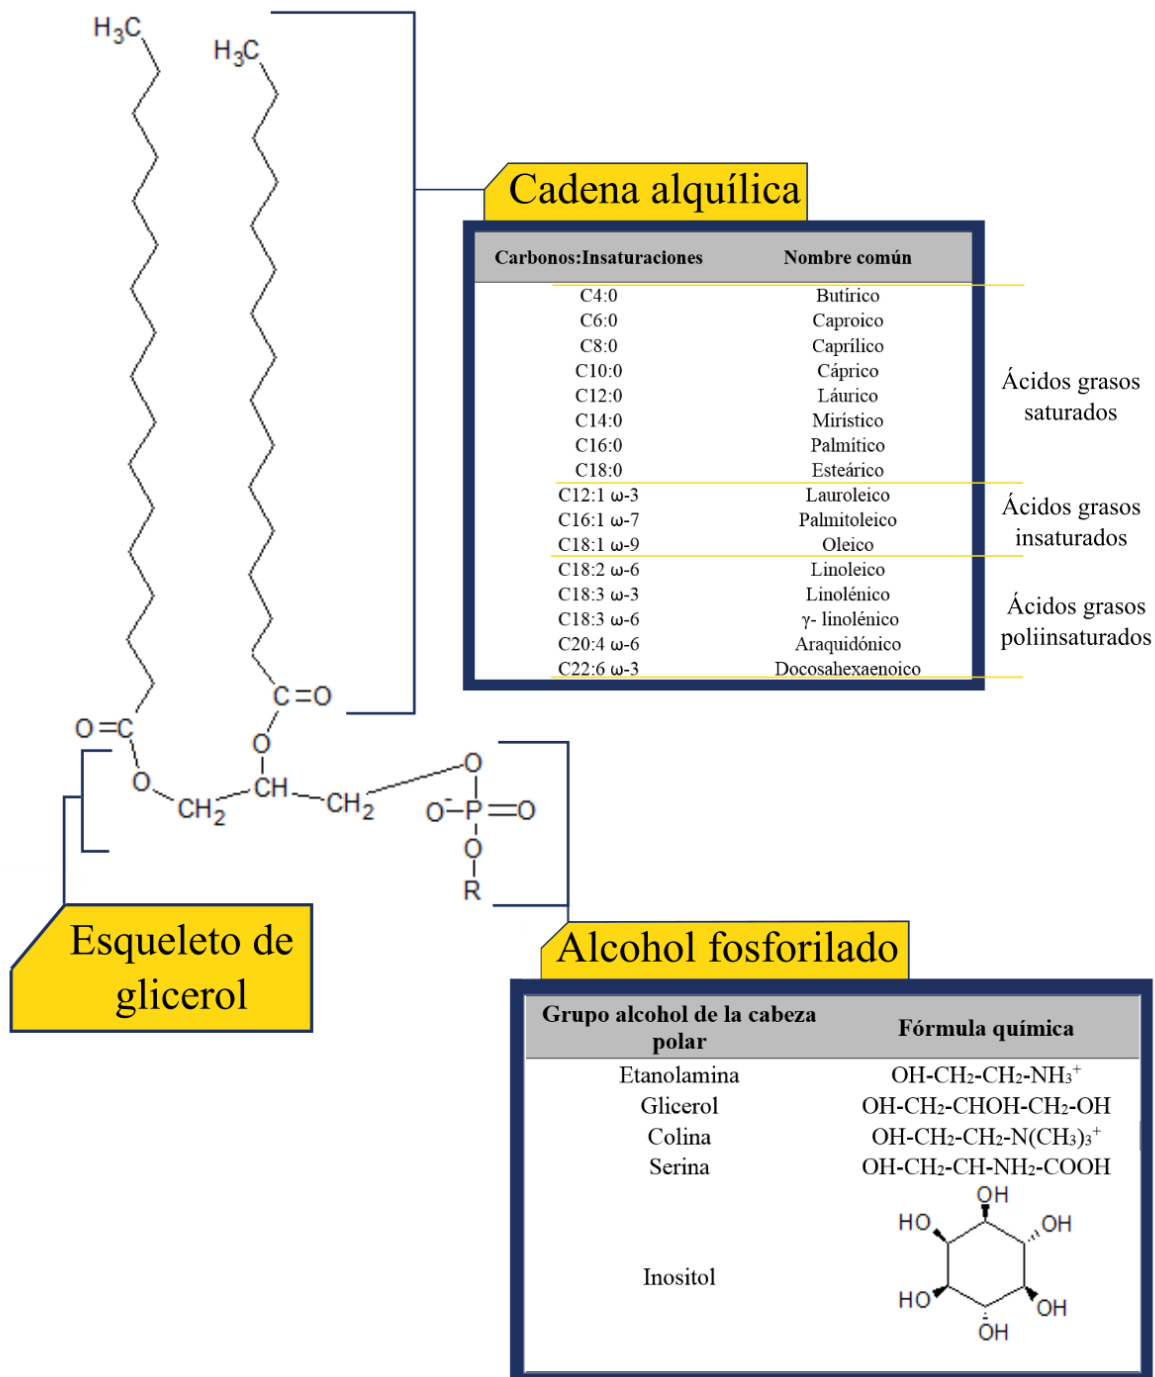 H₃C
H₃C
Cadena alquílica
Carbonos:Insaturaciones Nombre común
C4:0 Butírico
C6:0 Caproico
C8:0 Caprílico
C10:0 Cáprico
C12:0 Láurico
C14:0 Mirístico
C16:0 Palmítico
C18:0 Esteárico
Ácidos grasos
saturados
C12:1 ω-3 Lauroleico
C16:1 ω-7 Palmitoleico
C18:1 ω-9 Oleico
Ácidos grasos
insaturados
C18:2 ω-6 Linoleico
C18:3 ω-3 Linolénico
C18:3 ω-6 γ- linolénico
C20:4 ω-6 Araquidónico
C22:6 ω-3 Docosahexaenoico
Ácidos grasos
poliinsaturados
C=O
O=C
O
O
O
CH₂ CH CH₂
O⁻ P=O
O
R
Esqueleto de
glicerol
Alcohol fosforilado
Grupo alcohol de la cabeza
polar
Fórmula química
Etanolamina OH-CH₂-CH₂-NH₃⁺
Glicerol OH-CH₂-CHOH-CH₂-OH
Colina OH-CH₂-CH₂-N(CH₃)₃⁺
Serina OH-CH₂-CH-NH₂-COOH
Inositol
OH
HO OH
HO OH
OH